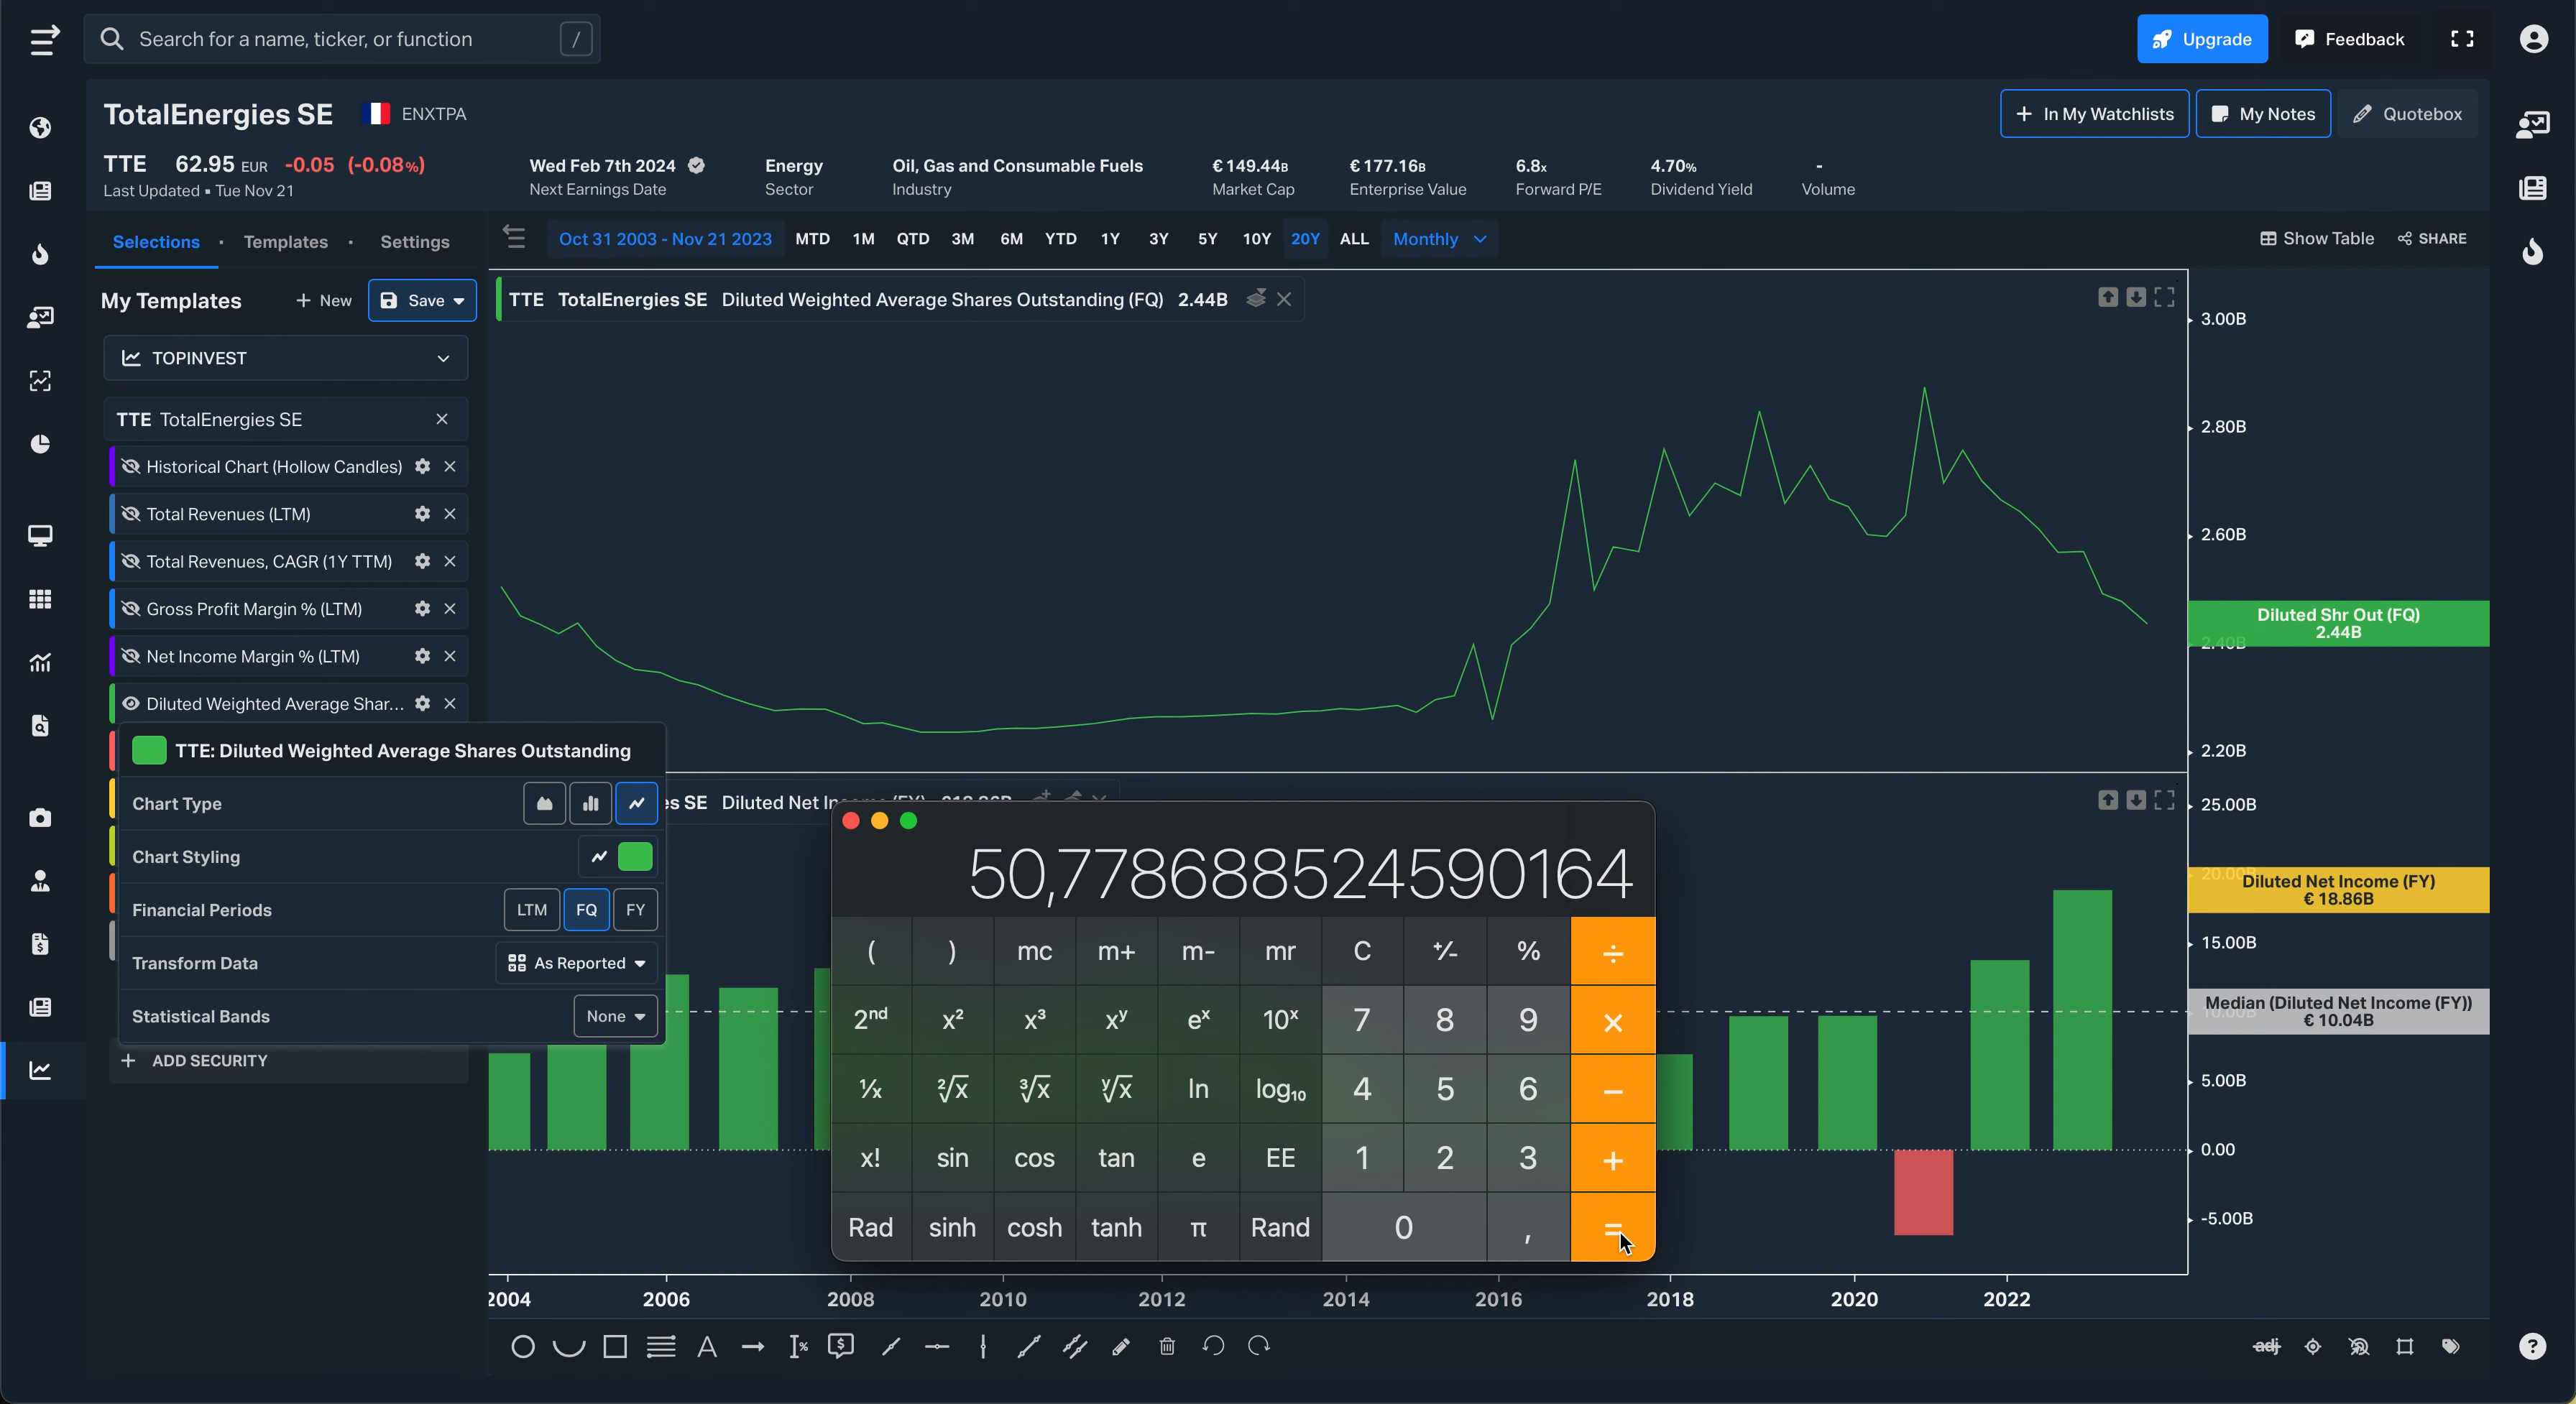 Search for a name, ticker, or function /
Upgrade
Feedback
TotalEnergies SE ENXTPA
In My Watchlists
My Notes
Quotebox
TTE 62.95 EUR -0.05 (-0.08%)
Last Updated • Tue Nov 21
Wed Feb 7th 2024
Next Earnings Date
Energy
Sector
Oil, Gas and Consumable Fuels
Industry
€ 149.44B
Market Cap
€ 177.16B
Enterprise Value
6.8x
Forward P/E
4.70%
Dividend Yield
-
Volume
Selections · Templates · Settings
Oct 31 2003 - Nov 21 2023 MTD 1M QTD 3M 6M YTD 1Y 3Y 5Y 10Y 20Y ALL Monthly
Show Table
SHARE
My Templates + New Save
TOPINVEST
TTE TotalEnergies SE
Historical Chart (Hollow Candles)
Total Revenues (LTM)
Total Revenues, CAGR (1Y TTM)
Gross Profit Margin % (LTM)
Net Income Margin % (LTM)
Diluted Weighted Average Shar...
TTE: Diluted Weighted Average Shares Outstanding
Chart Type
Chart Styling
Financial Periods LTM FQ FY
Transform Data As Reported
Statistical Bands None
+ ADD SECURITY
TTE TotalEnergies SE Diluted Weighted Average Shares Outstanding (FQ) 2.44B
3.00B
2.80B
2.60B
Diluted Shr Out (FQ)
2.44B
2.40B
2.20B
es SE Diluted Net In
25.00B
20.00B
Diluted Net Income (FY)
€ 18.86B
15.00B
Median (Diluted Net Income (FY))
€ 10.04B
5.00B
0.00
-5.00B
50,778688524590164
( ) mc m+ m- mr C +/- % ÷
2nd x² x³ xʸ eˣ 10ˣ 7 8 9 ×
1/x ²√x ³√x ʸ√x ln log₁₀ 4 5 6 −
x! sin cos tan e EE 1 2 3 +
Rad sinh cosh tanh π Rand 0 , =
2004 2006 2008 2010 2012 2014 2016 2018 2020 2022
A
%
$
adj
?